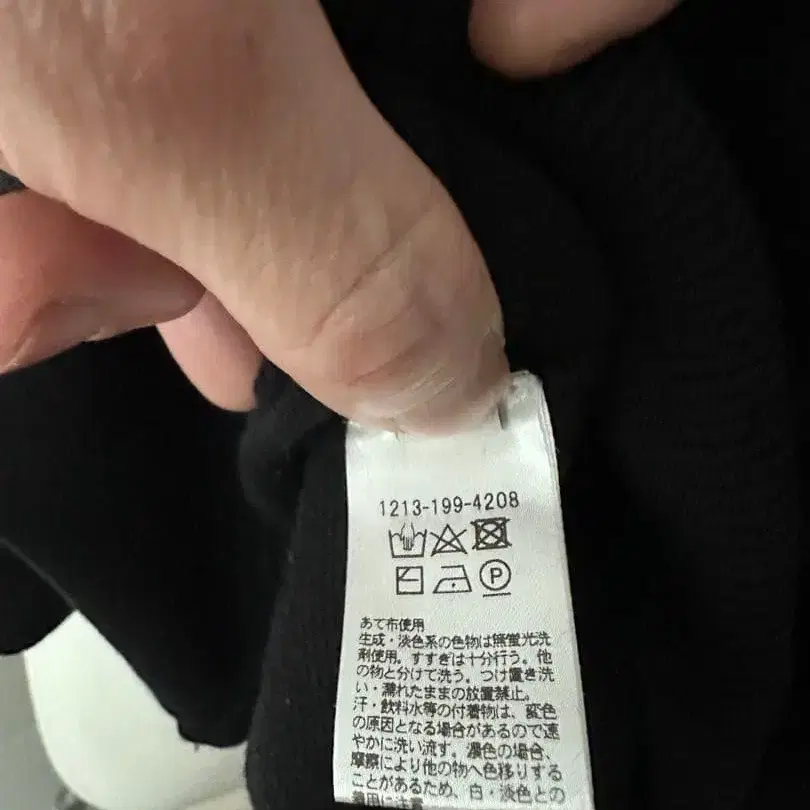 1213-199-4208
P
あて布使用
生成・淡色系の色物は無蛍光洗
剤使用。すすぎは十分行う。他
の物と分けて洗う。つけ置き洗
い・濡れたままの放置禁止。
汗・飲料水等の付着物は、変色
の原因となる場合があるので速
やかに洗い流す。濃色の場合、
摩擦により他の物へ色移りする
ことがあるため、白・淡色との
着用に注意